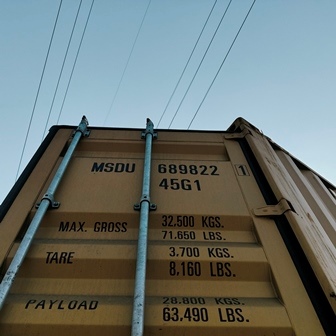 MSDU 689822 1
45G1
MAX. GROSS 32,500 KGS.
71,650 LBS.
TARE 3,700 KGS.
8,160 LBS.
PAYLOAD 28,800 KGS.
63,490 LBS.